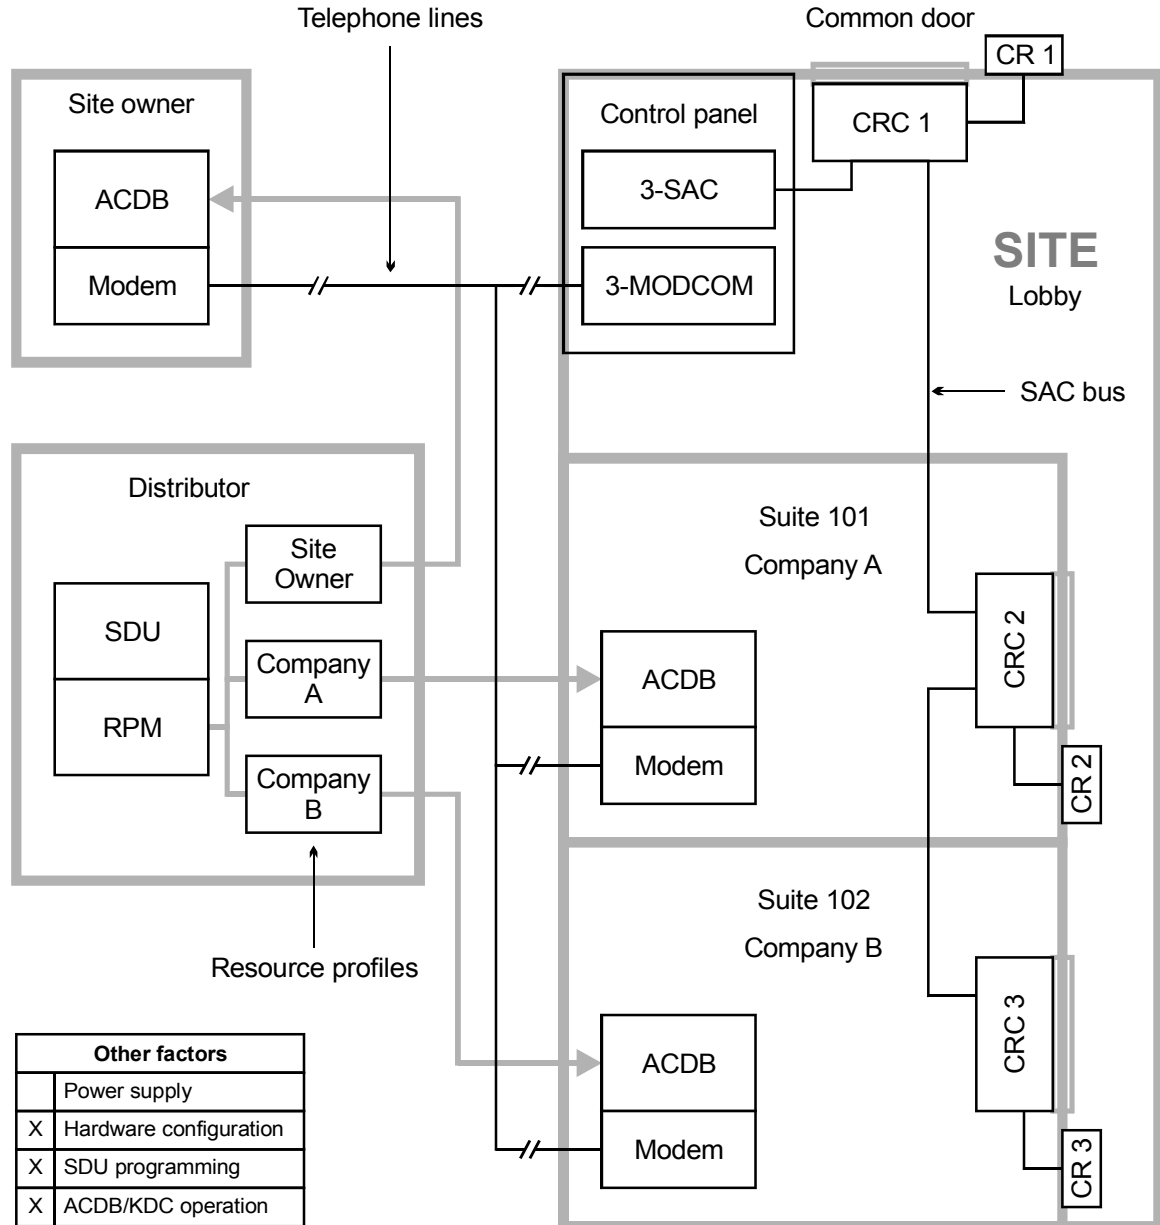 Telephone lines
Common door
CR 1
Site owner
Control panel
CRC 1
ACDB
3-SAC
SITE
Modem
3-MODCOM
Lobby
SAC bus
Distributor
Suite 101
Company A
Site
Owner
SDU
CRC 2
Company
A
ACDB
RPM
Modem
Company
B
CR 2
Suite 102
Company B
Resource profiles
CRC 3
ACDB
Other factors
Power supply
X Hardware configuration
Modem
X SDU programming
CR 3
X ACDB/KDC operation